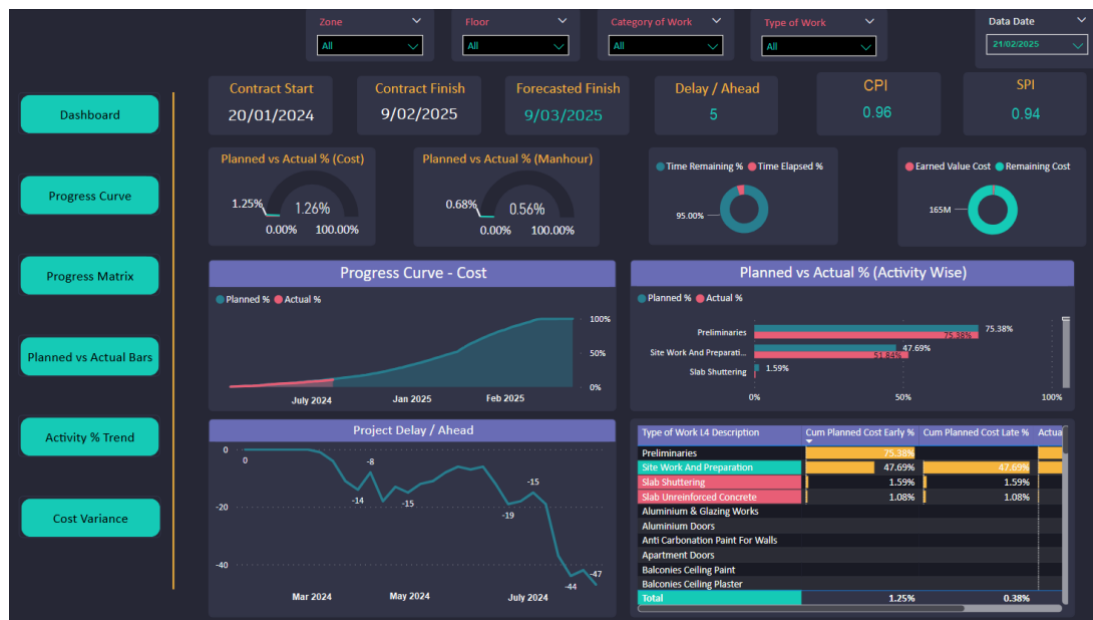 Zone
Floor
Category of Work
Type of Work
Data Date
All
All
All
All
21/02/2025
Contract Start
20/01/2024
Contract Finish
9/02/2025
Forecasted Finish
9/03/2025
Delay / Ahead
5
CPI
0.96
SPI
0.94
Dashboard
Progress Curve
Progress Matrix
Planned vs Actual Bars
Activity % Trend
Cost Variance
Planned vs Actual % (Cost)
1.25%
1.26%
0.00%
100.00%
Planned vs Actual % (Manhour)
0.68%
0.56%
0.00%
100.00%
Time Remaining %
Time Elapsed %
95.00%
Earned Value Cost
Remaining Cost
165M
Progress Curve - Cost
Planned %
Actual %
100%
50%
0%
July 2024
Jan 2025
Feb 2025
Planned vs Actual % (Activity Wise)
Planned %
Actual %
Preliminaries
75.38%
75.38%
Site Work And Preparati...
47.69%
51.84%
Slab Shuttering
1.59%
0%
50%
100%
Project Delay / Ahead
0
0
-8
-14
-15
-15
-19
-20
-40
-44
-47
Mar 2024
May 2024
July 2024
Type of Work L4 Description Cum Planned Cost Early % Cum Planned Cost Late % Actua
Preliminaries 75.38%
Site Work And Preparation 47.69% 47.69%
Slab Shuttering 1.59% 1.59%
Slab Unreinforced Concrete 1.08% 1.08%
Aluminium & Glazing Works
Aluminium Doors
Anti Carbonation Paint For Walls
Apartment Doors
Balconies Ceiling Paint
Balconies Ceiling Plaster
Total 1.25% 0.38%